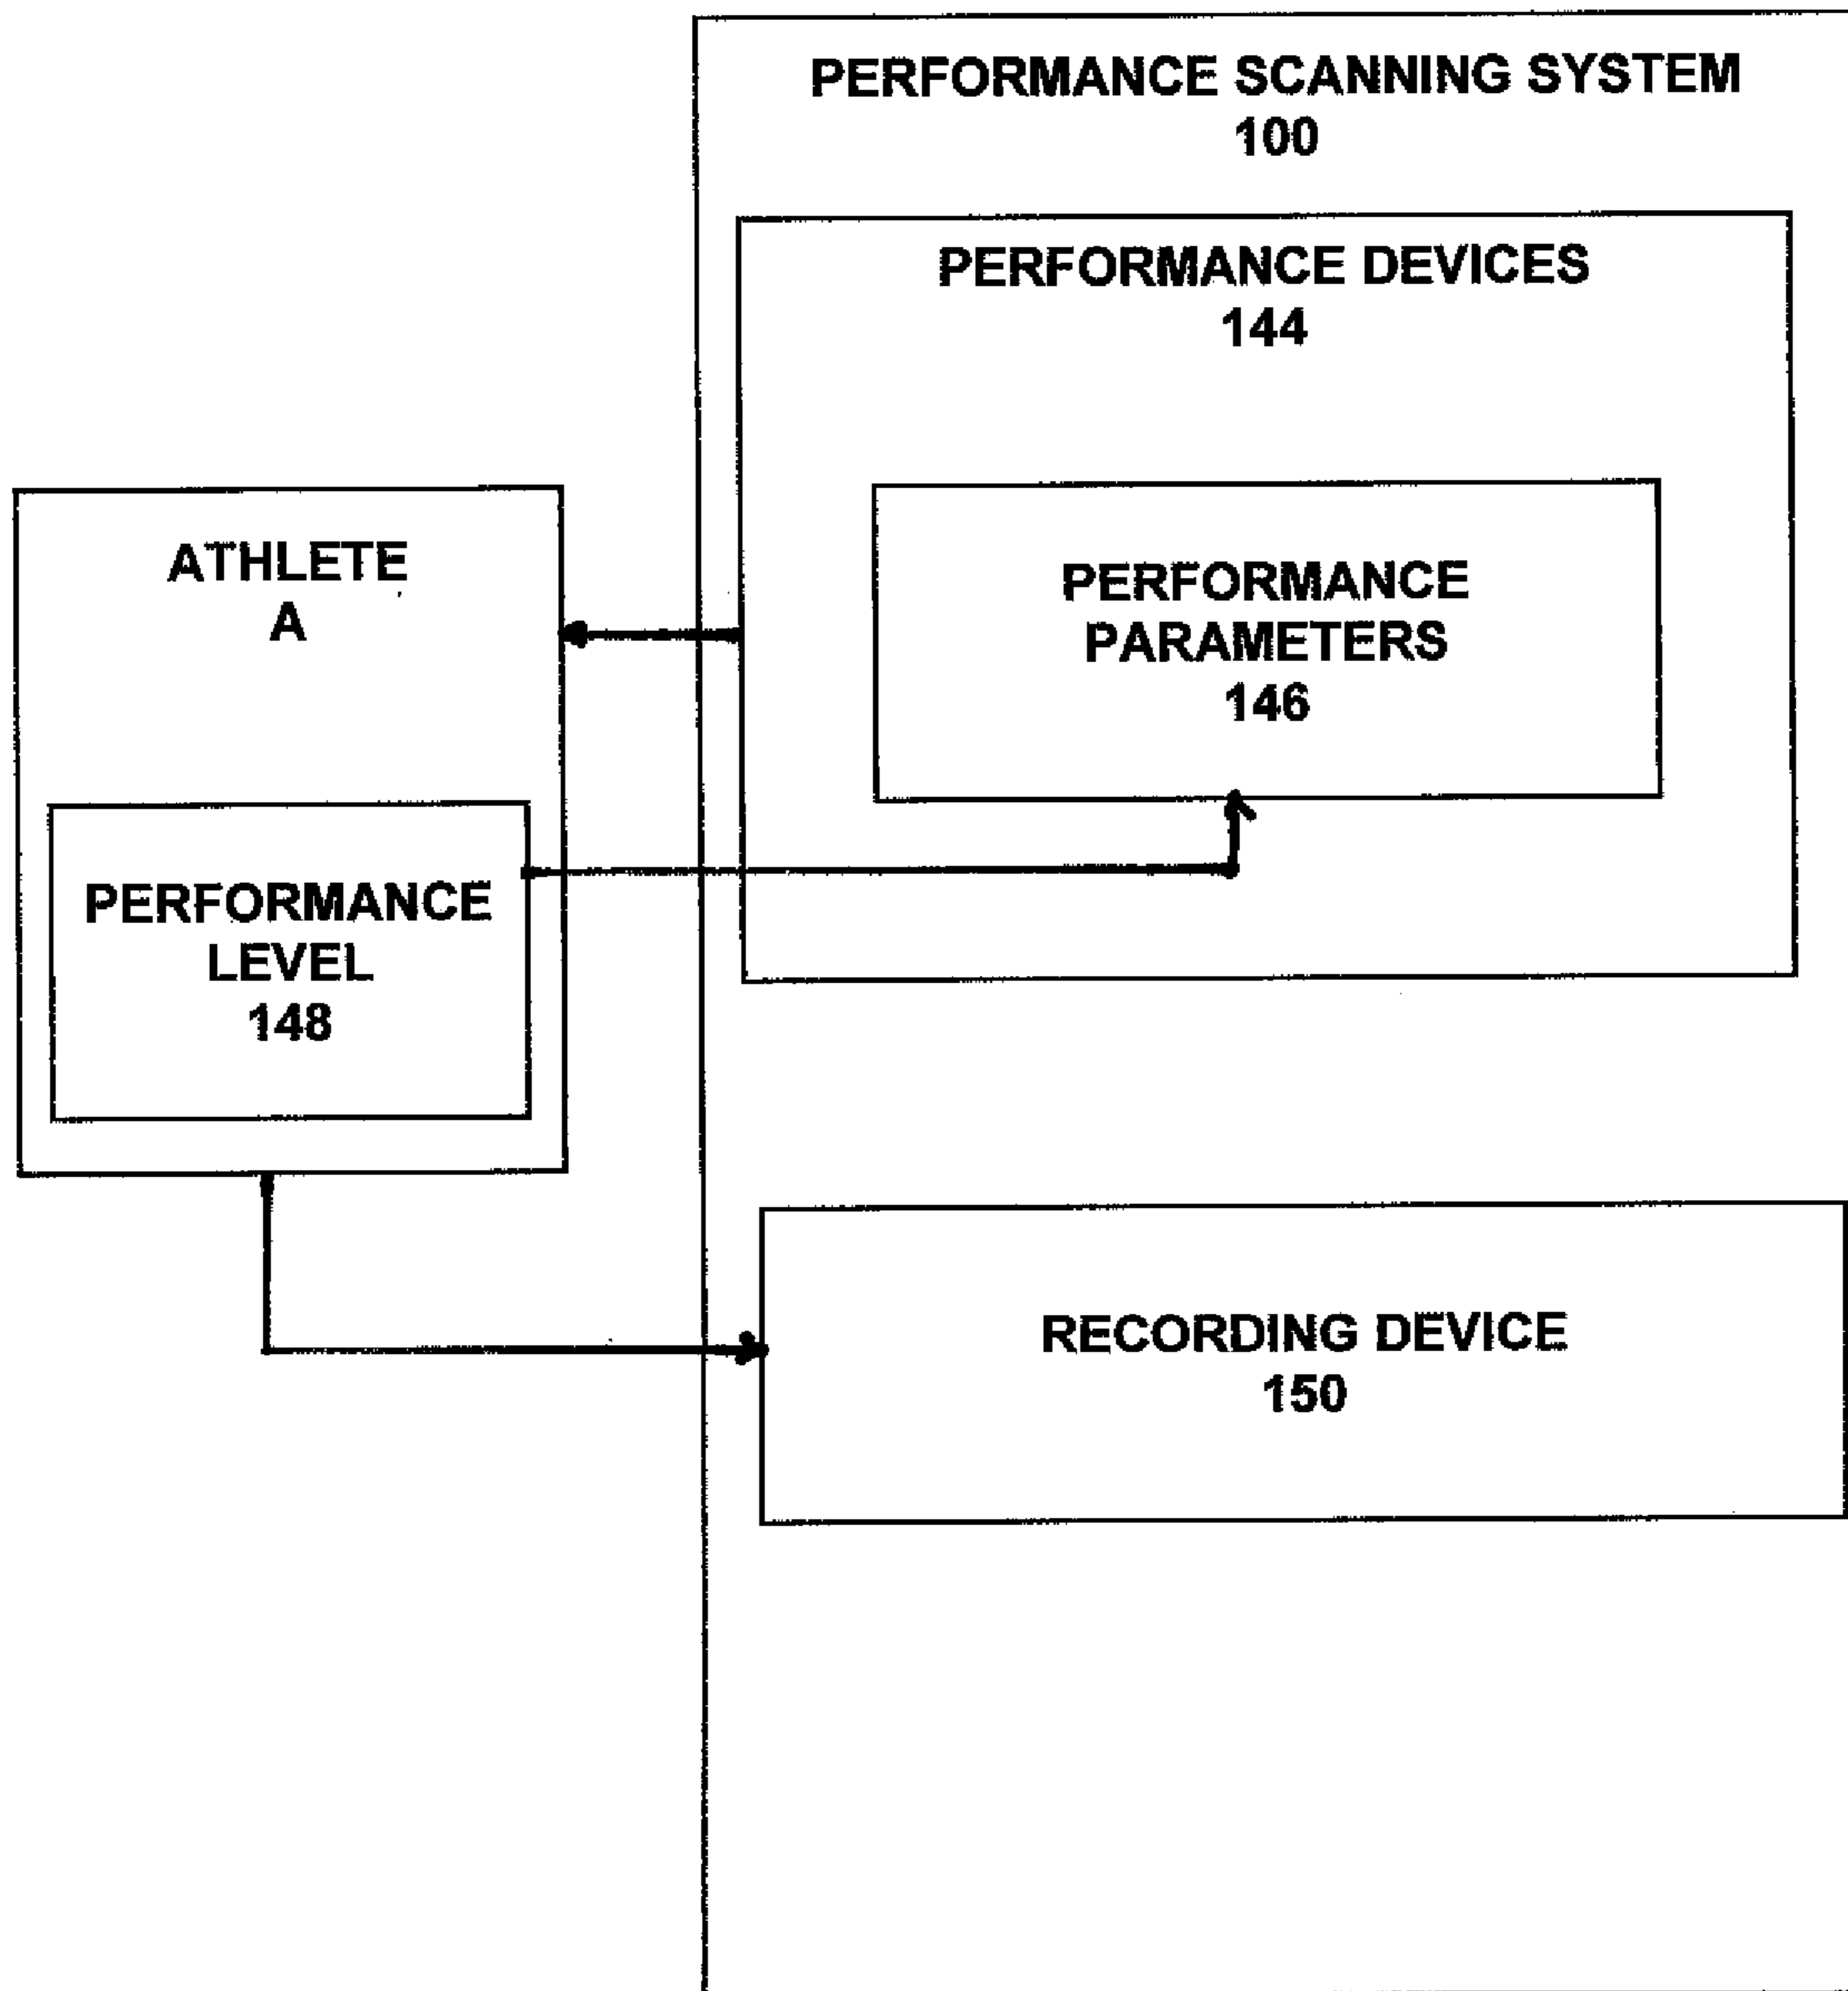 PERFORMANCE SCANNING SYSTEM
100
PERFORMANCE DEVICES
144
PERFORMANCE
PARAMETERS
146
ATHLETE
A
PERFORMANCE
LEVEL
148
RECORDING DEVICE
150